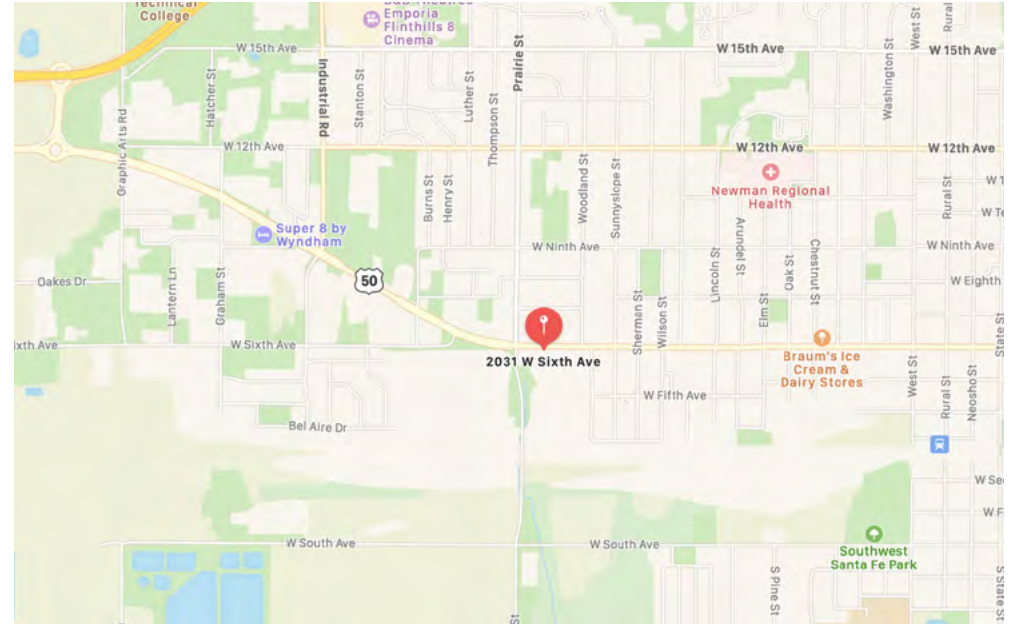 Technical
College
B&B Theatres
Emporia
Flinthills 8
Cinema
W 15th Ave
W 15th Ave
W 15th Ave
Prairie St
Industrial Rd
Hatcher St
Stanton St
Luther St
Thompson St
Washington St
West St
Rural
Graphic Arts Rd
W 12th Ave
W 12th Ave
W 12th Ave
Newman Regional
Health
Burns St
Henry St
Woodland St
Sunnyslope St
Rural St
W 1
W Te
Super 8 by
Wyndham
W Ninth Ave
W Ninth Ave
Arundel St
Lincoln St
Oak St
Chestnut St
Oakes Dr
Lantern Ln
Graham St
50
W Eighth
Elm St
Sherman St
Wilson St
State St
ixth Ave
W Sixth Ave
2031 W Sixth Ave
Braum's Ice
Cream &
Dairy Stores
West St
Rural St
Neosho St
W Fifth Ave
Bel Aire Dr
W Se
W F
W South Ave
W South Ave
Southwest
Santa Fe Park
S Pine St
S State St
St